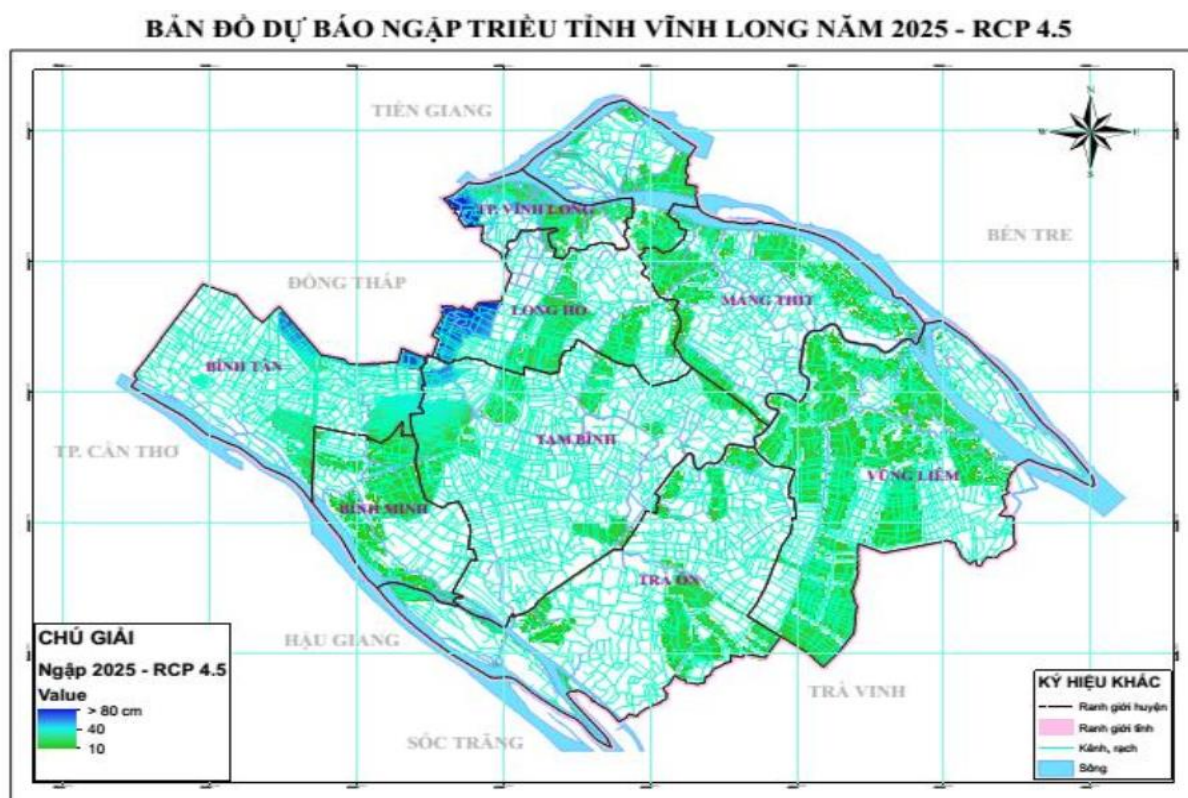 BẢN ĐỒ DỰ BÁO NGẬP TRIỀU TỈNH VĨNH LONG NĂM 2025 - RCP 4.5
TIỀN GIANG
N
W
E
S
TP. VĨNH LONG
BẾN TRE
ĐỒNG THÁP
LONG HỒ
MANG THÍT
BÌNH TÂN
TAM BÌNH
TP. CẦN THƠ
VŨNG LIÊM
BÌNH MINH
TRÀ ÔN
HẬU GIANG
TRÀ VINH
SÓC TRĂNG
CHÚ GIẢI
Ngập 2025 - RCP 4.5
Value
> 80 cm
40
10
KÝ HIỆU KHÁC
Ranh giới huyện
Ranh giới tỉnh
Kênh, rạch
Sông